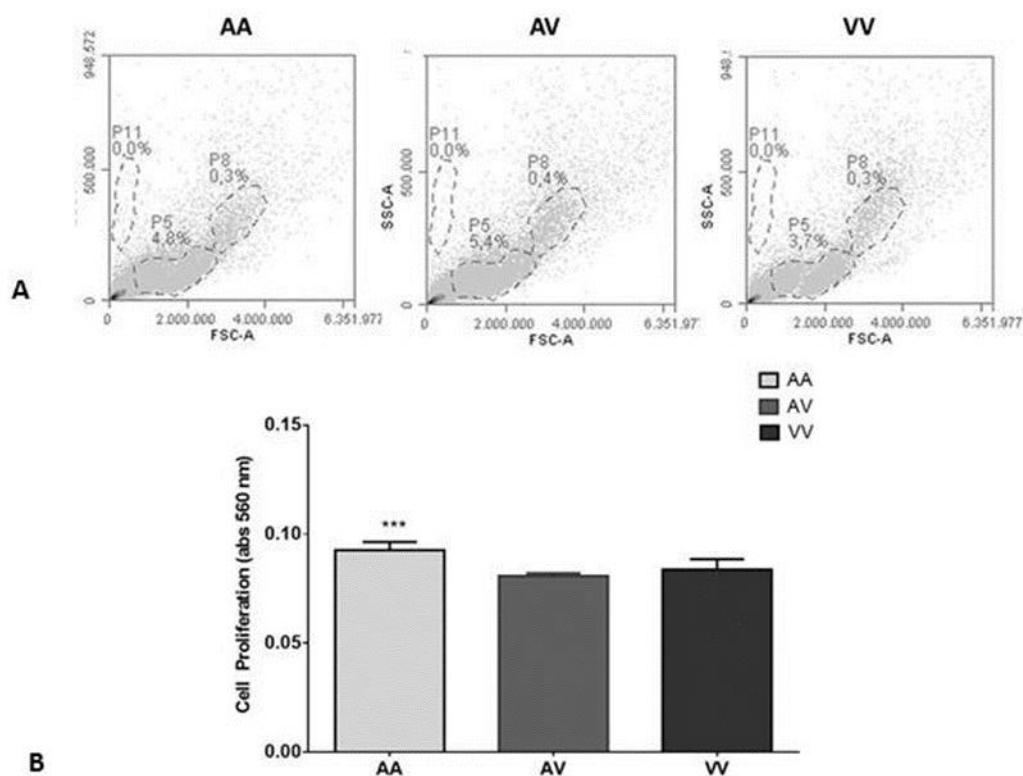 AA
AV
VV
948,572
500.000
0
P11
0,0%
P8
0,3%
P5
4,8%
0
2.000.000
4.000.000
6.351.977
FSC-A
SSC-A
500.000
0
P11
0,0%
P8
0,4%
P5
5,4%
0
2.000.000
4.000.000
6.351.977
FSC-A
SSC-A
948,
500.000
0
P11
0,0%
P8
0,3%
P5
3,7%
0
2.000.000
4.000.000
6.351.977
FSC-A
A
AA
AV
VV
Cell Proliferation (abs 560 nm)
0.15
0.10
0.05
0.00
***
AA
AV
VV
B